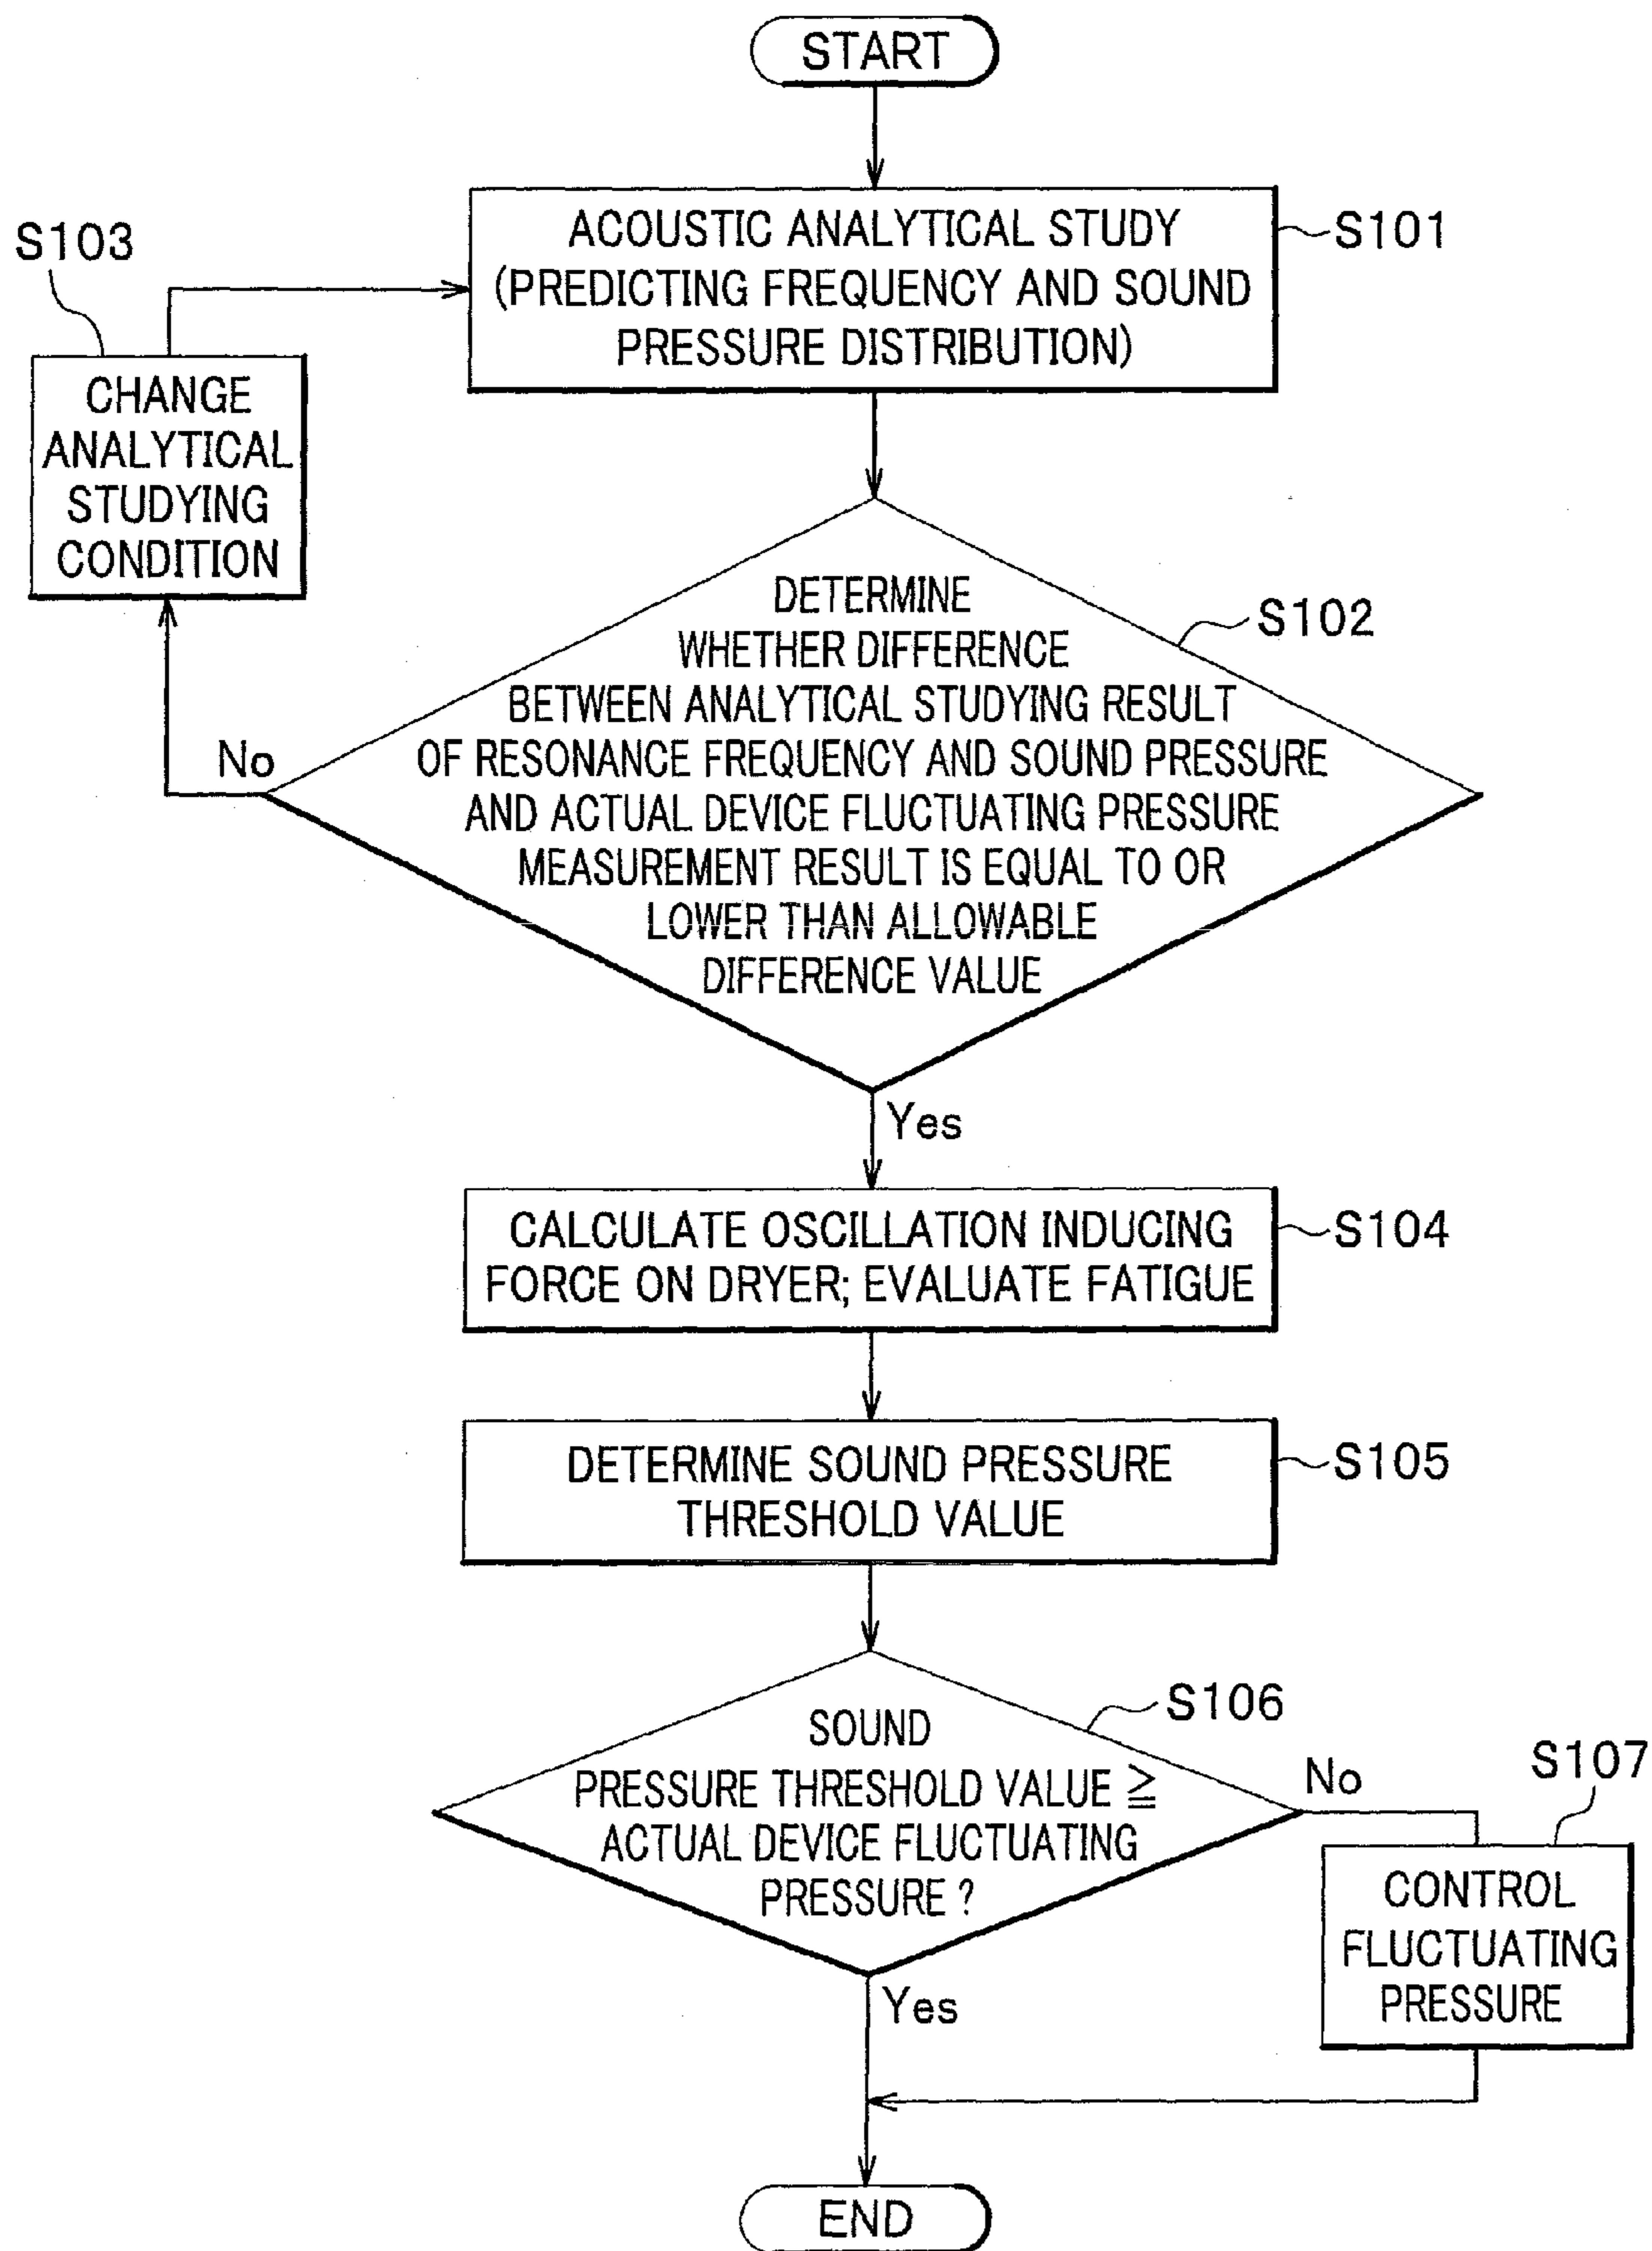 START
ACOUSTIC ANALYTICAL STUDY
(PREDICTING FREQUENCY AND SOUND
PRESSURE DISTRIBUTION)
S101
S103
CHANGE
ANALYTICAL
STUDYING
CONDITION
DETERMINE
WHETHER DIFFERENCE
BETWEEN ANALYTICAL STUDYING RESULT
OF RESONANCE FREQUENCY AND SOUND PRESSURE
AND ACTUAL DEVICE FLUCTUATING PRESSURE
MEASUREMENT RESULT IS EQUAL TO OR
LOWER THAN ALLOWABLE
DIFFERENCE VALUE
S102
No
Yes
CALCULATE OSCILLATION INDUCING
FORCE ON DRYER; EVALUATE FATIGUE
S104
DETERMINE SOUND PRESSURE
THRESHOLD VALUE
S105
SOUND
PRESSURE THRESHOLD VALUE ≧
ACTUAL DEVICE FLUCTUATING
PRESSURE ?
S106
No
S107
CONTROL
FLUCTUATING
PRESSURE
Yes
END